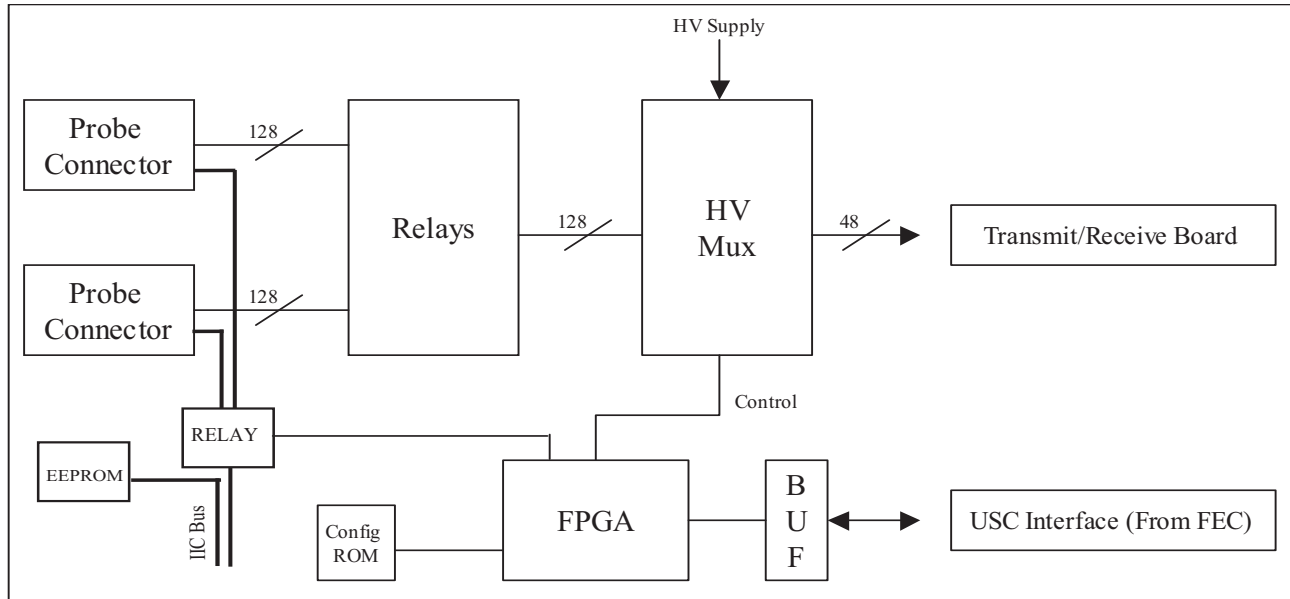 HV Supply
Probe
Connector
128
Relays
128
HV
Mux
48
Transmit/Receive Board
Probe
Connector
128
Control
RELAY
EEPROM
IIC Bus
Config
ROM
FPGA
B
U
F
USC Interface (From FEC)